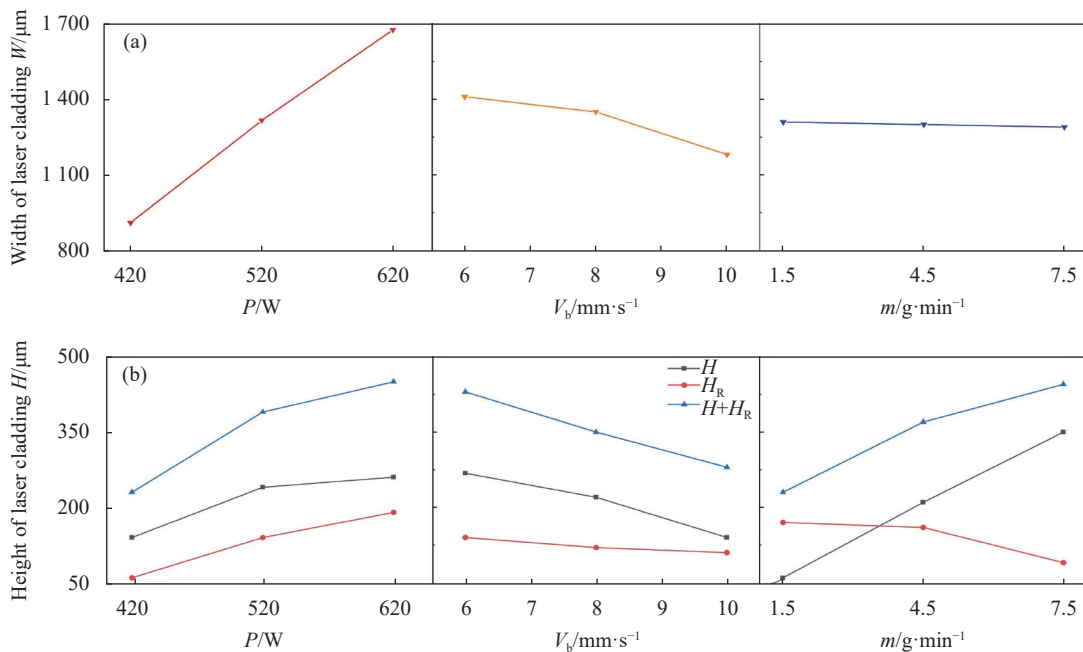 Width of laser cladding W/μm
1 700
1 400
1 100
800
(a)
420 520 620
P/W
6 7 8 9 10
V_b/mm·s⁻¹
1.5 4.5 7.5
m/g·min⁻¹
Height of laser cladding H/μm
500
350
200
50
(b)
H
H_R
H+H_R
420 520 620
P/W
6 7 8 9 10
V_b/mm·s⁻¹
1.5 4.5 7.5
m/g·min⁻¹